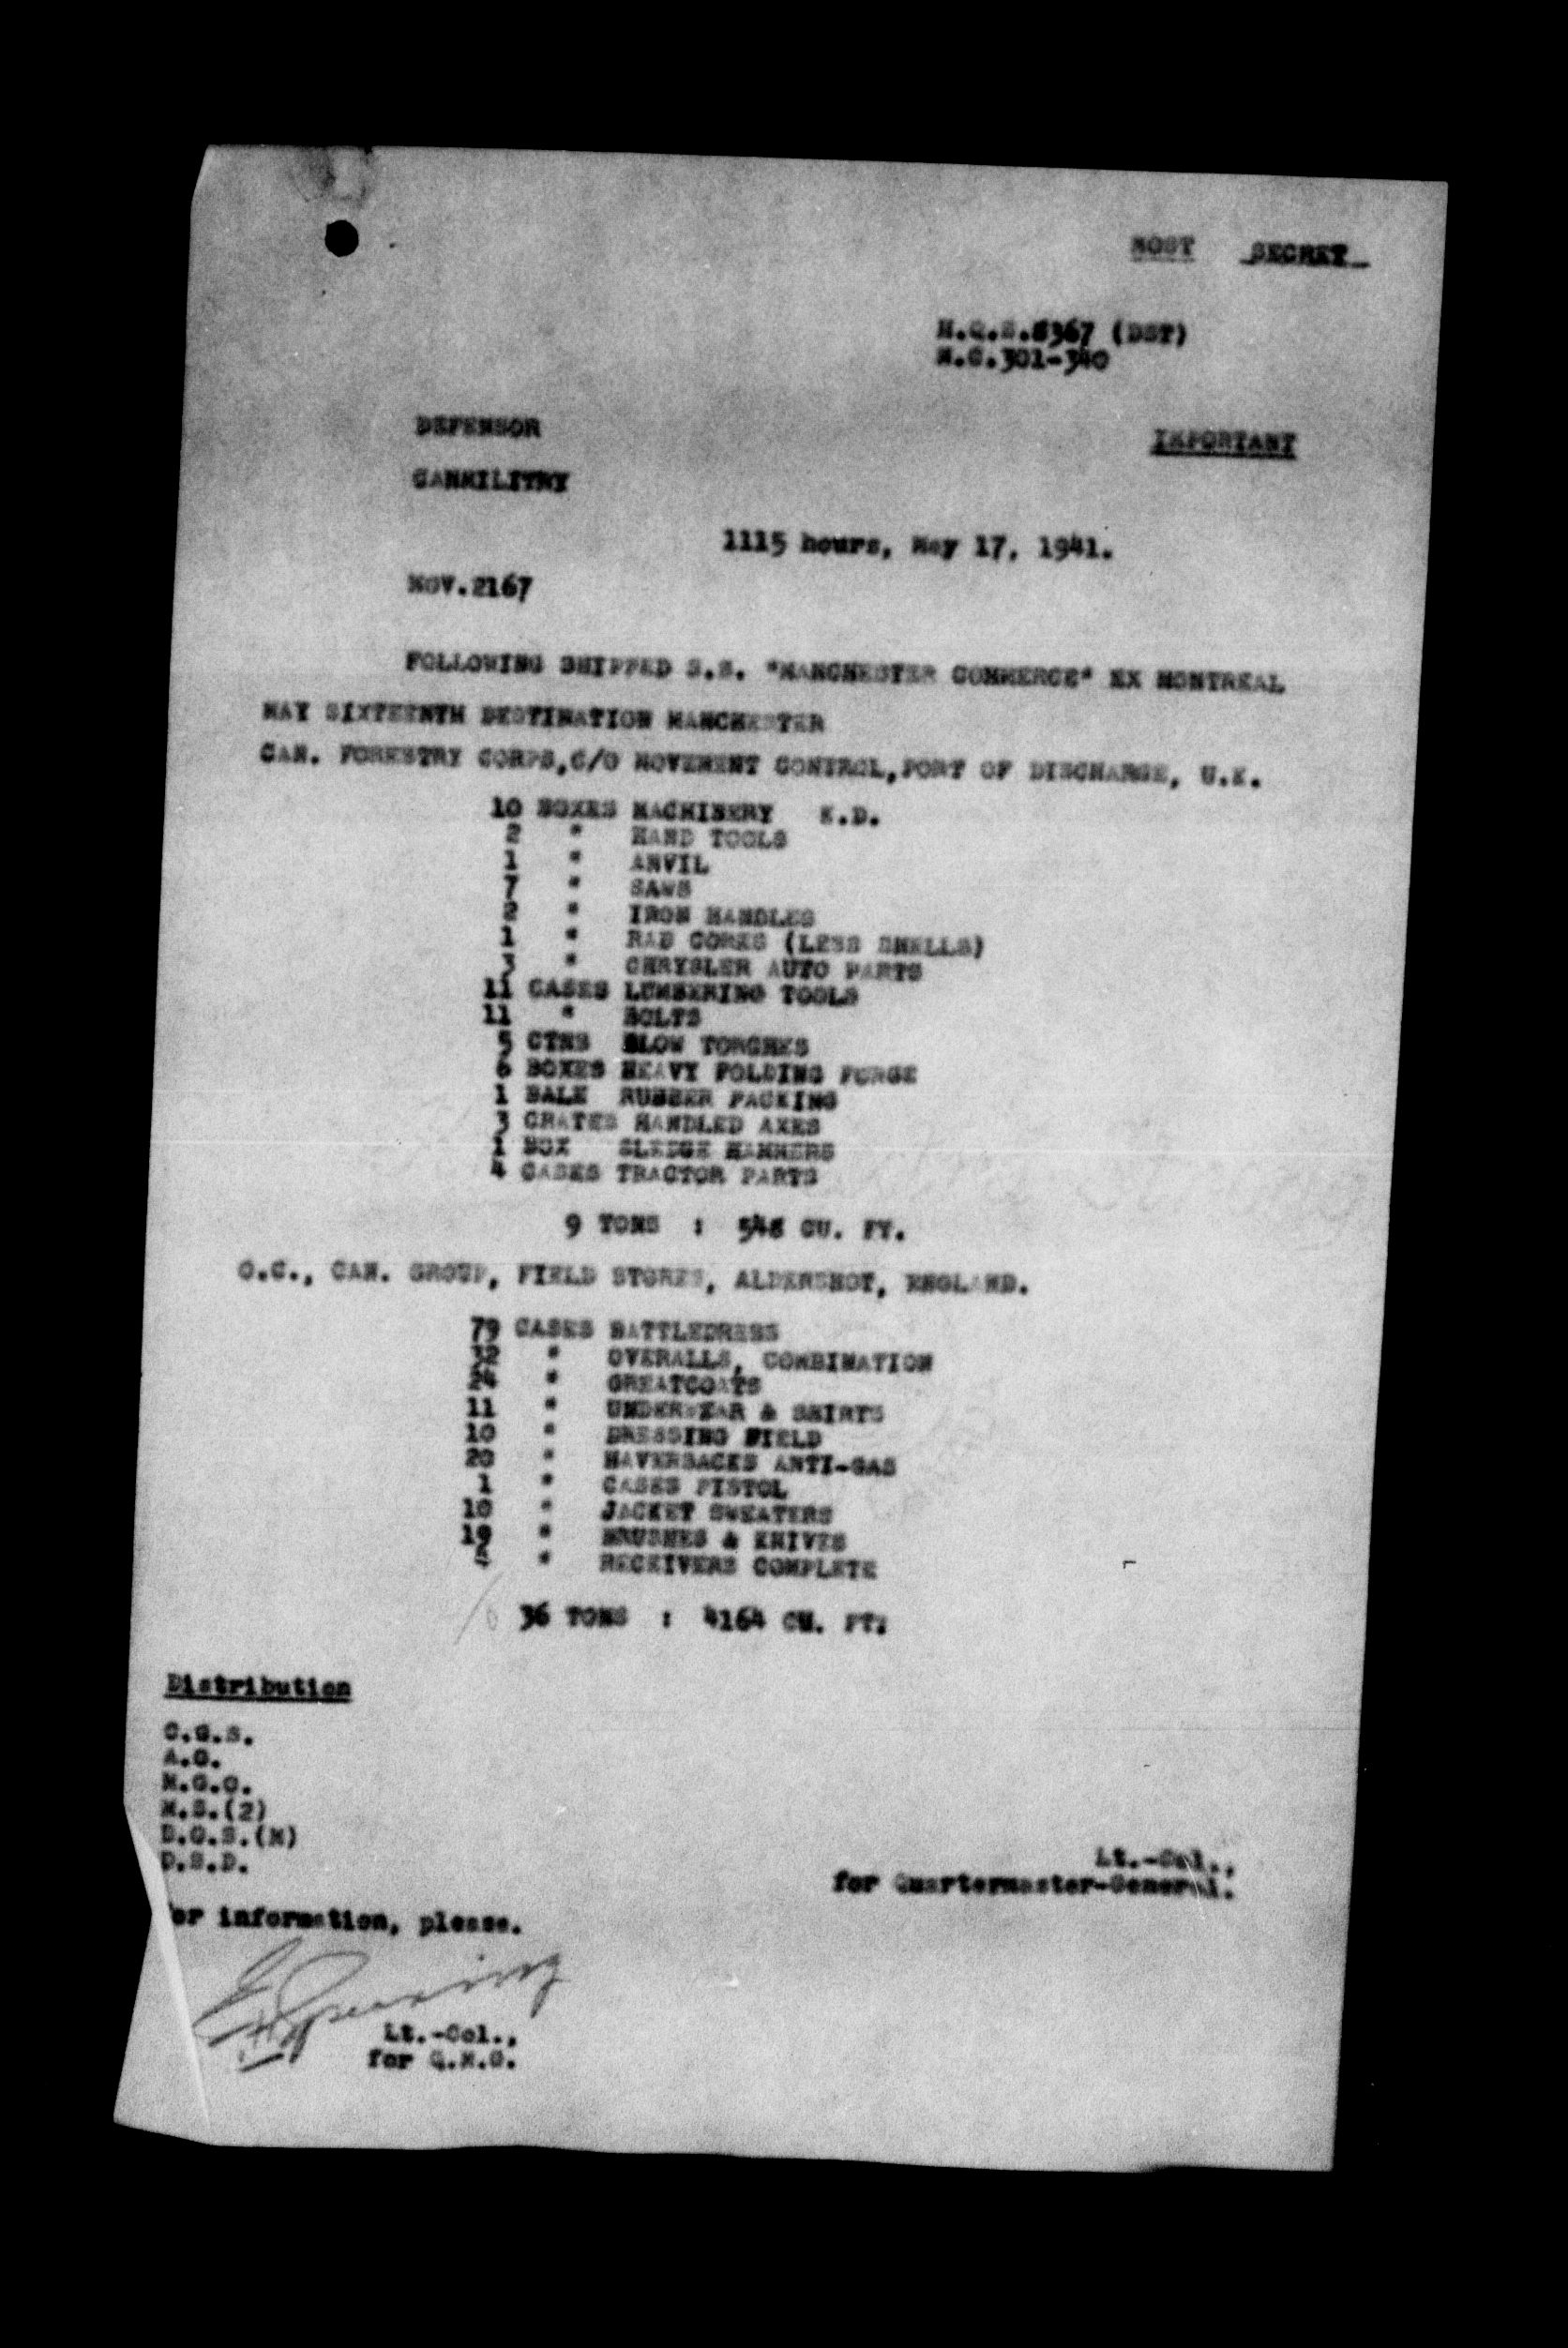 MOST SECRET
H.Q.S. 367 (DST)
M.C.301-340
DEFENSOR
IMPORTANT
CANMILITRY
1115 hours, May 17, 1941.
MOV.2167
FOLLOWING SHIPPED S.S. "MANCHESTER COMMERCE" EX MONTREAL
MAY SIXTEENTH DESTINATION MANCHESTER
CAN. FORESTRY CORPS,C/O MOVEMENT CONTROL,PORT OF DISCHARGE, U.K.
10 BOXES MACHINERY K.D.
2 " HAND TOOLS
1 " ANVIL
7 " SAWS
2 " IRON HANDLES
1 " RAD CORES (LESS SHELLS)
3 " CHRYSLER AUTO PARTS
11 CASES LUMBERING TOOLS
11 " BOLTS
5 CTNS BLOW TORCHES
6 BOXES HEAVY FOLDING FORGE
1 BALE RUBBER PACKING
3 CRATES HANDLED AXES
1 BOX SLEDGE HAMMERS
4 CASES TRACTOR PARTS
9 TONS : CU. FT.
O.C., CAN. GROUP, FIELD STORES, ALDERSHOT, ENGLAND.
79 CASES BATTLEDRESS
32 " OVERALLS, COMBINATION
24 " GREATCOATS
11 " UNDERWEAR & SHIRTS
10 " DRESSING FIELD
20 " HAVERSACKS ANTI-GAS
1 " CASES PISTOL
10 " JACKET SWEATERS
19 " BRUSHES & KNIVES
" RECEIVERS COMPLETE
36 TONS : 4164 CU. FT.
Distribution
C.G.S.
A.G.
M.G.O.
M.S.(2)
D.O.S.(M)
D.S.D.
Lt.-Col.,
for Quartermaster-General.
or information, please.
Lt.-Col.,
for Q.M.G.